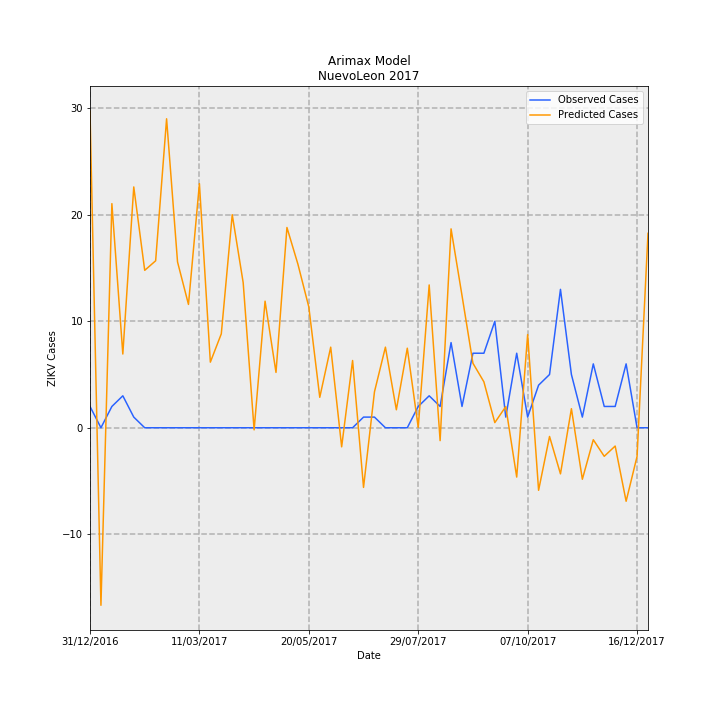 Arimax Model
NuevoLeon 2017
Observed Cases
Predicted Cases
30
20
10
0
−10
ZIKV Cases
31/12/2016 11/03/2017 20/05/2017 29/07/2017 07/10/2017 16/12/2017
Date